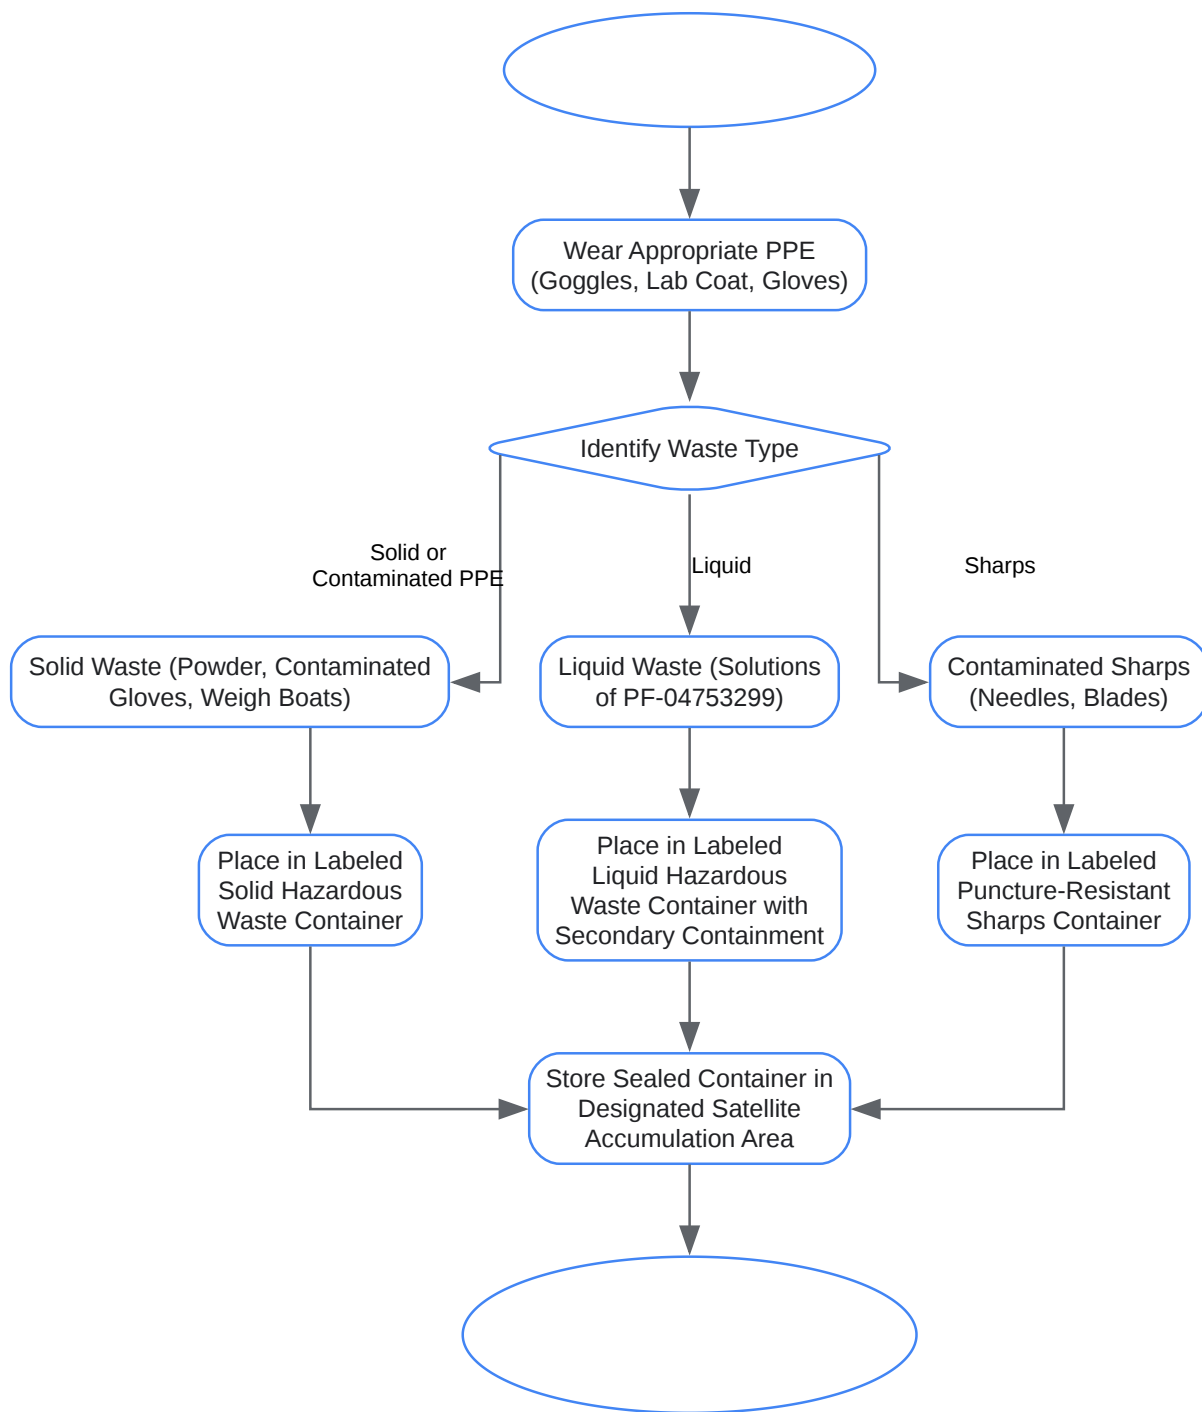 Wear Appropriate PPE
(Goggles, Lab Coat, Gloves)
Identify Waste Type
Solid or
Contaminated PPE
Liquid
Sharps
Solid Waste (Powder, Contaminated
Gloves, Weigh Boats)
Liquid Waste (Solutions
of PF-04753299)
Contaminated Sharps
(Needles, Blades)
Place in Labeled
Solid Hazardous
Waste Container
Place in Labeled
Liquid Hazardous
Waste Container with
Secondary Containment
Place in Labeled
Puncture-Resistant
Sharps Container
Store Sealed Container in
Designated Satellite
Accumulation Area